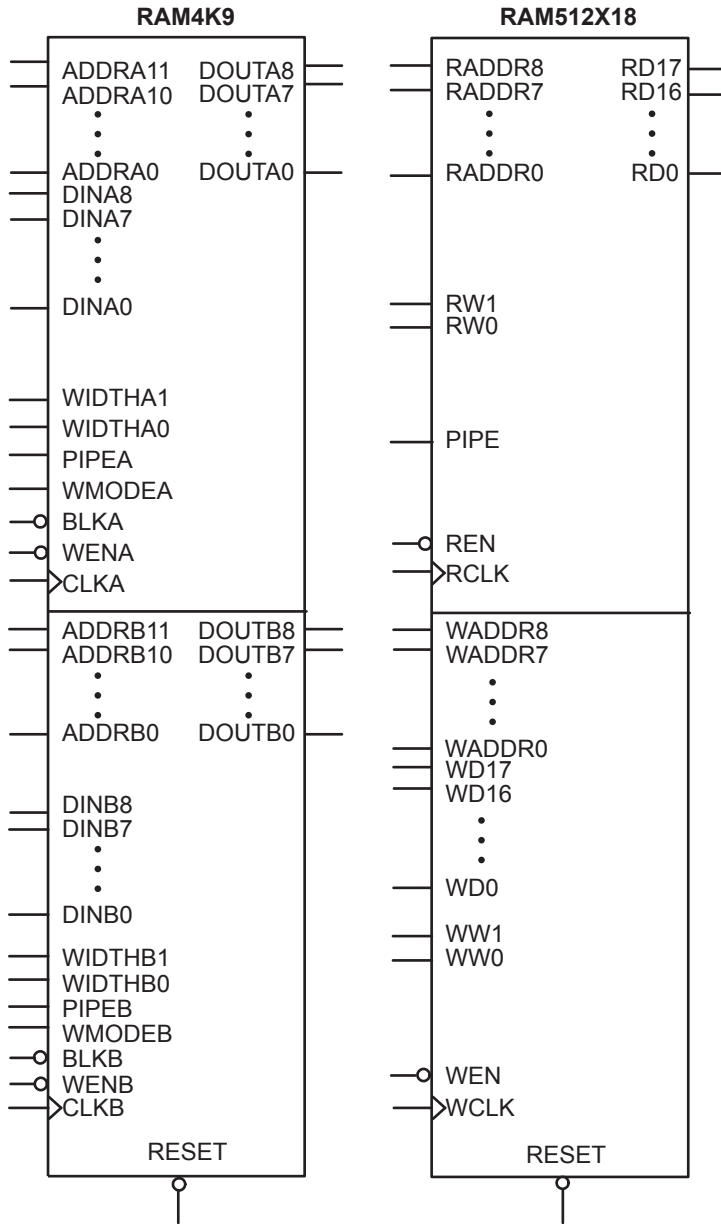 RAM4K9
ADDRA11 DOUTA8
ADDRA10 DOUTA7
ADDRA0 DOUTA0
DINA8
DINA7
DINA0
WIDTHA1
WIDTHA0
PIPEA
WMODEA
BLKA
WENA
CLKA
ADDRB11 DOUTB8
ADDRB10 DOUTB7
ADDRB0 DOUTB0
DINB8
DINB7
DINB0
WIDTHB1
WIDTHB0
PIPEB
WMODEB
BLKB
WENB
CLKB
RESET
RAM512X18
RADDR8 RD17
RADDR7 RD16
RADDR0 RD0
RW1
RW0
PIPE
REN
RCLK
WADDR8
WADDR7
WADDR0
WD17
WD16
WD0
WW1
WW0
WEN
WCLK
RESET